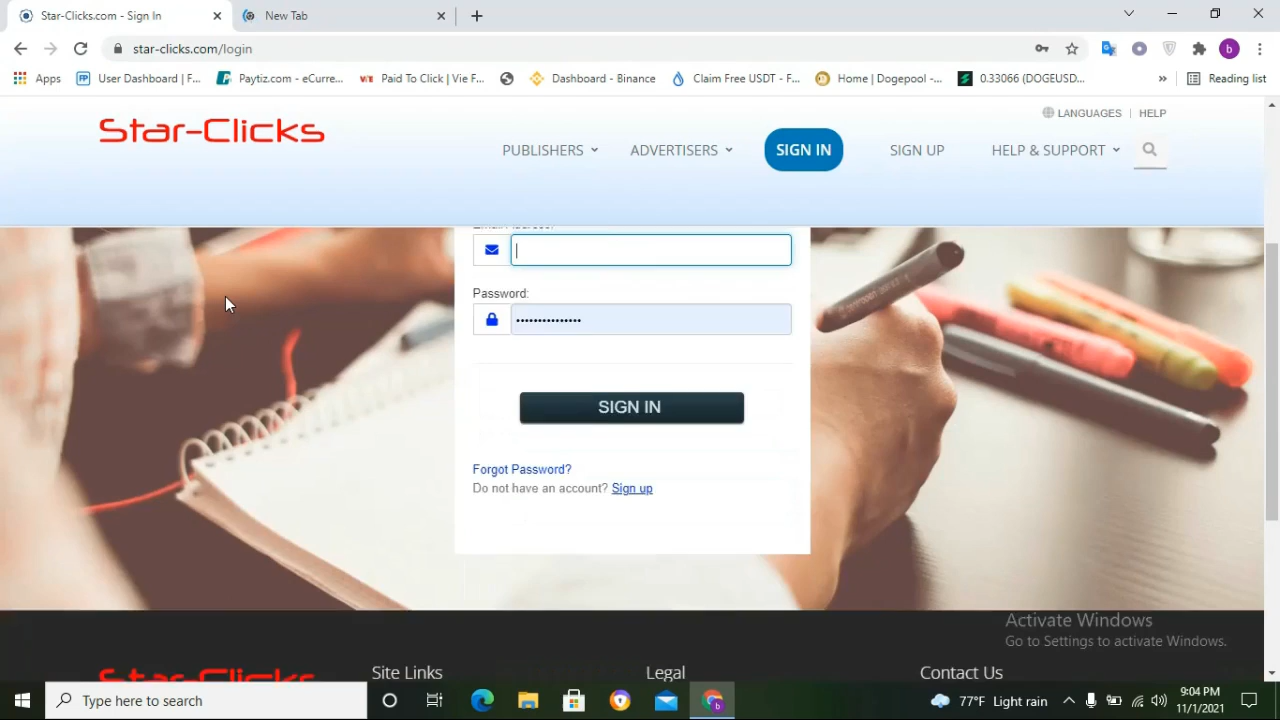 Star-Clicks.com - Sign In
New Tab
star-clicks.com/login
Apps
User Dashboard | F...
Paytiz.com - eCurre...
Paid To Click | Vie F...
Dashboard - Binance
Claim Free USDT - F...
Home | Dogepool -...
0.33066 (DOGEUSD...
»
Reading list
LANGUAGES | HELP
Star-Clicks
PUBLISHERS
ADVERTISERS
SIGN IN
SIGN UP
HELP & SUPPORT
Password:
•••••••••••••••
SIGN IN
Forgot Password?
Do not have an account? Sign up
Activate Windows
Go to Settings to activate Windows.
Star-Clicks
Site Links
Legal
Contact Us
Type here to search
77°F Light rain
9:04 PM
11/1/2021